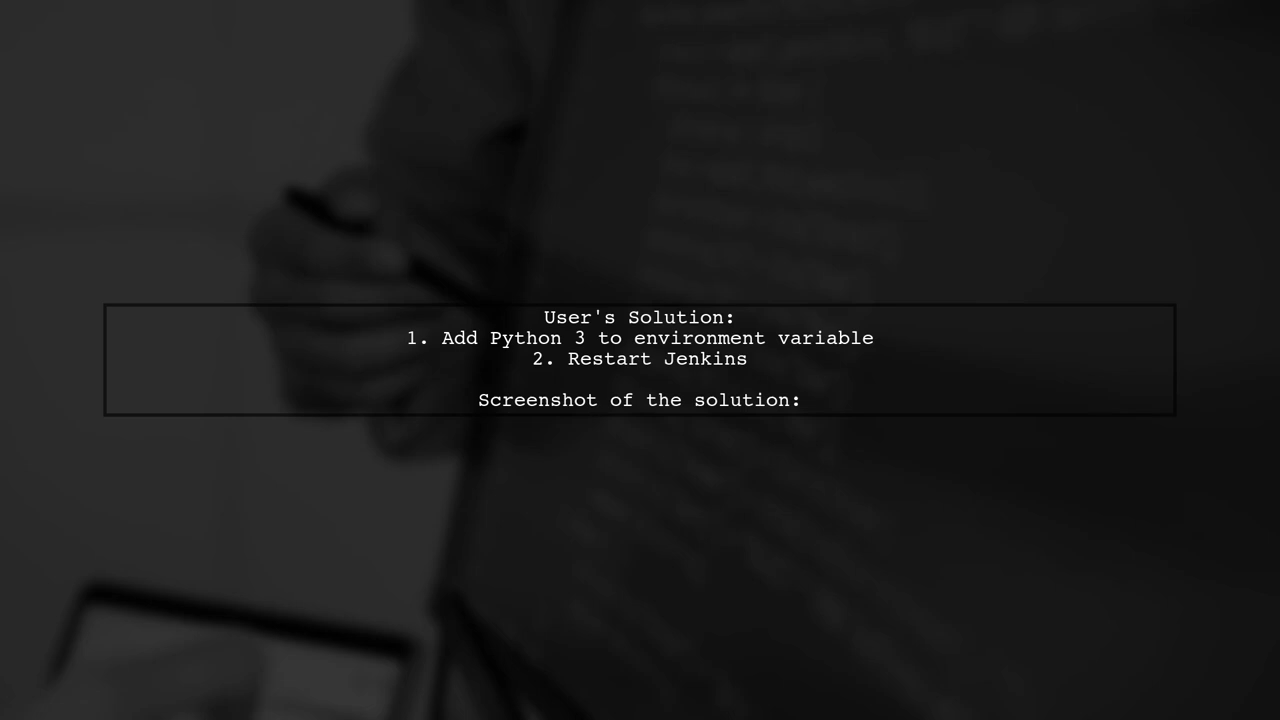 User's Solution:
1. Add Python 3 to environment variable
2. Restart Jenkins
Screenshot of the solution: